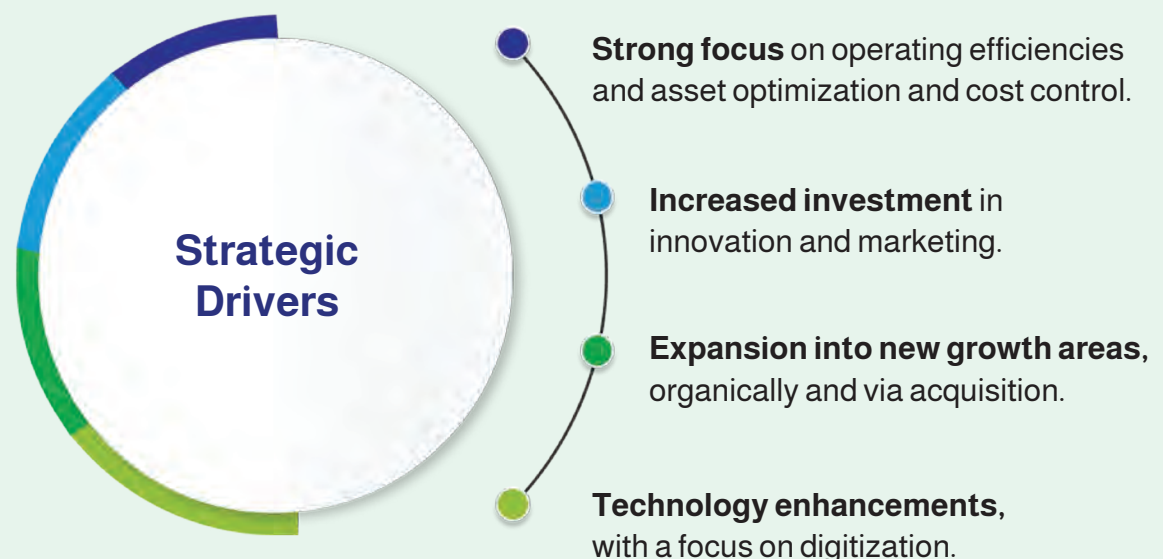 Strategic
Drivers
Strong focus on operating efficiencies
and asset optimization and cost control.
Increased investment in
innovation and marketing.
Expansion into new growth areas,
organically and via acquisition.
Technology enhancements,
with a focus on digitization.